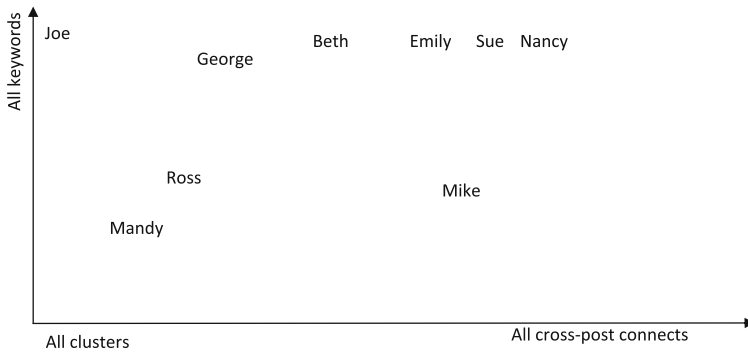 All keywords
Joe
George
Beth
Emily
Sue
Nancy
Ross
Mike
Mandy
All clusters
All cross-post connects